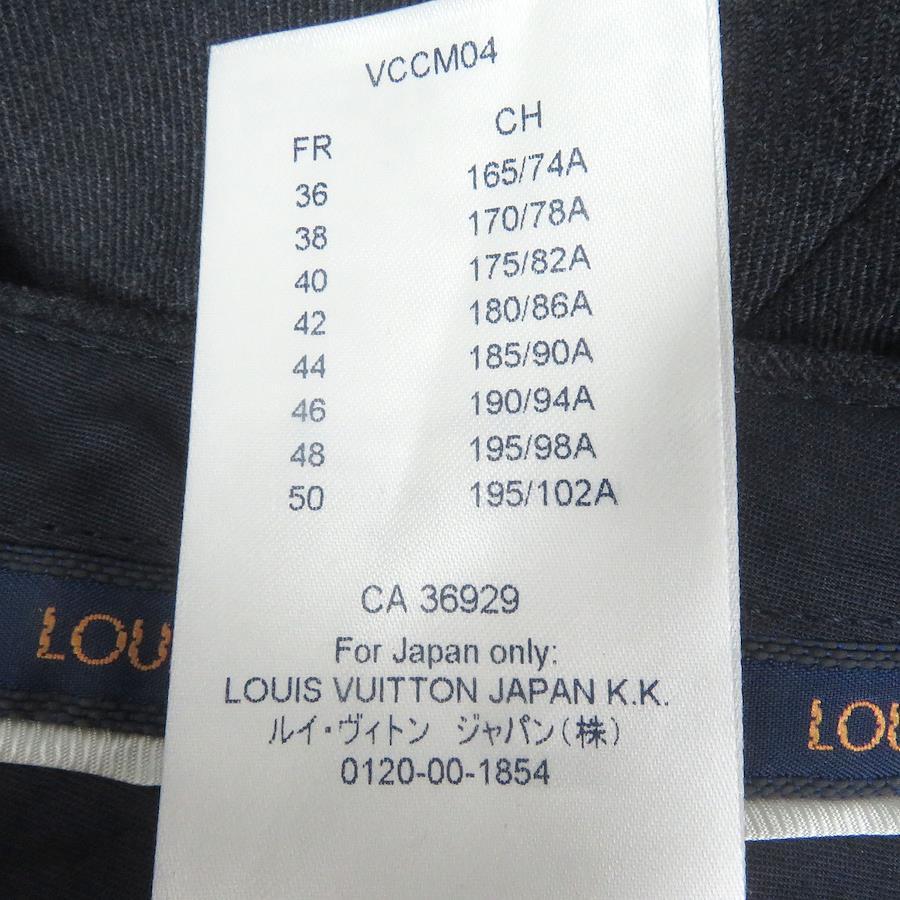 VCCM04
FR CH
36 165/74A
38 170/78A
40 175/82A
42 180/86A
44 185/90A
46 190/94A
48 195/98A
50 195/102A
CA 36929
For Japan only:
LOUIS VUITTON JAPAN K.K.
ルイ・ヴィトン ジャパン(株)
0120-00-1854
LOU
LOU